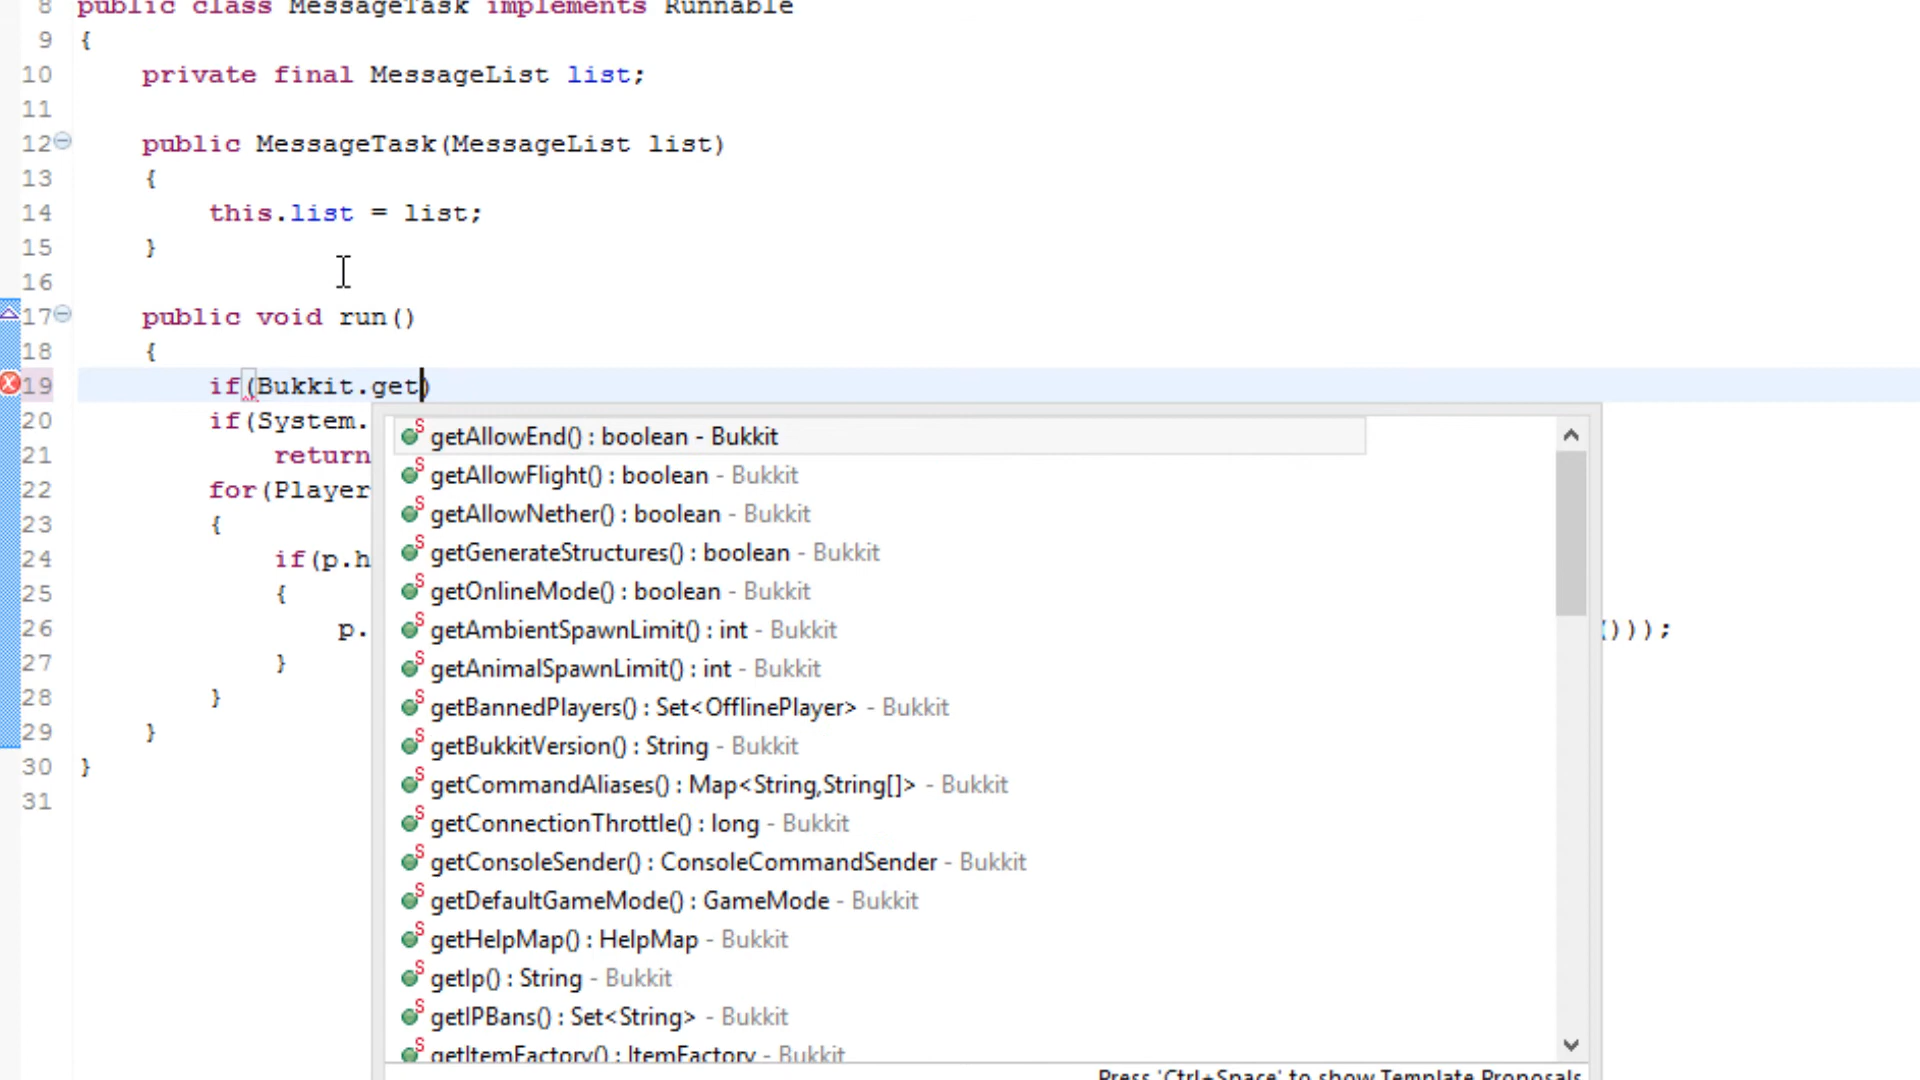 8 public class MessageTask implements Runnable
9 {
10 private final MessageList list;
11
12 public MessageTask(MessageList list)
13 {
14 this.list = list;
15 }
16
17 public void run()
18 {
19 if(Bukkit.get)
20 if(System.
21 return
22 for(Player
23 {
24 if(p.h
25 {
26 p. ()));
27 }
28 }
29 }
30 }
31
getAllowEnd() : boolean - Bukkit
getAllowFlight() : boolean - Bukkit
getAllowNether() : boolean - Bukkit
getGenerateStructures() : boolean - Bukkit
getOnlineMode() : boolean - Bukkit
getAmbientSpawnLimit() : int - Bukkit
getAnimalSpawnLimit() : int - Bukkit
getBannedPlayers() : Set<OfflinePlayer> - Bukkit
getBukkitVersion() : String - Bukkit
getCommandAliases() : Map<String,String[]> - Bukkit
getConnectionThrottle() : long - Bukkit
getConsoleSender() : ConsoleCommandSender - Bukkit
getDefaultGameMode() : GameMode - Bukkit
getHelpMap() : HelpMap - Bukkit
getIp() : String - Bukkit
getIPBans() : Set<String> - Bukkit
getItemFactory() : ItemFactory - Bukkit
Press 'Ctrl+Space' to show Template Proposals